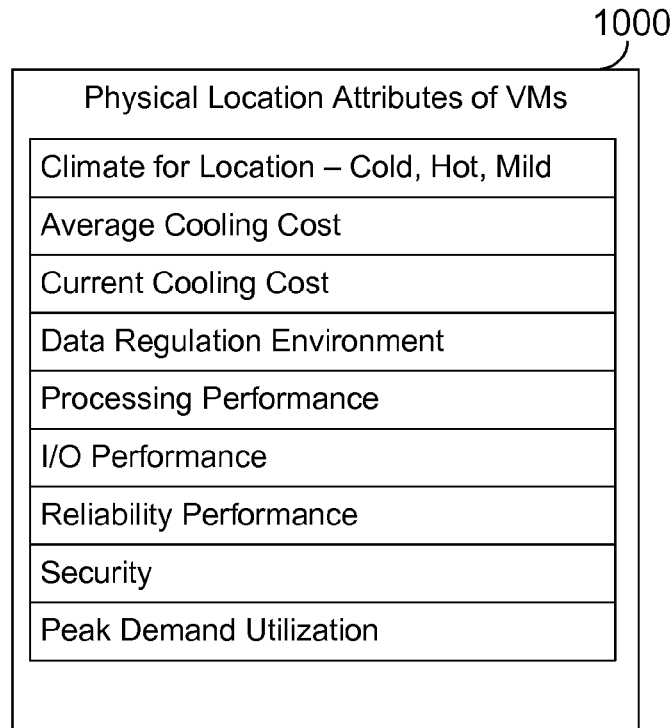 1000
Physical Location Attributes of VMs
Climate for Location – Cold, Hot, Mild
Average Cooling Cost
Current Cooling Cost
Data Regulation Environment
Processing Performance
I/O Performance
Reliability Performance
Security
Peak Demand Utilization